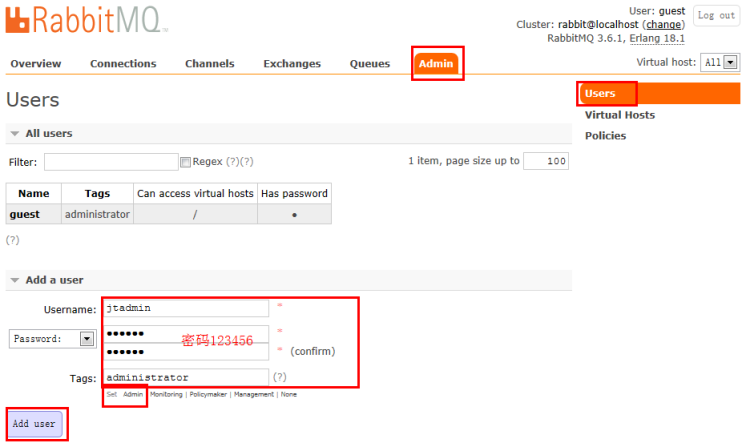 RabbitMQ
User: guest
Log out
Cluster: rabbit@localhost (change)
RabbitMQ 3.6.1, Erlang 18.1
Overview Connections Channels Exchanges Queues Admin
Virtual host: All
Users
Users
Virtual Hosts
Policies
All users
Filter: Regex (?)(?)
1 item, page size up to 100
Name Tags Can access virtual hosts Has password
guest administrator / ●
(?)
Add a user
Username: jtadmin *
Password: ●●●●●● 密码123456 *
●●●●●● * (confirm)
Tags: administrator (?)
Set Admin | Monitoring | Policymaker | Management | None
Add user